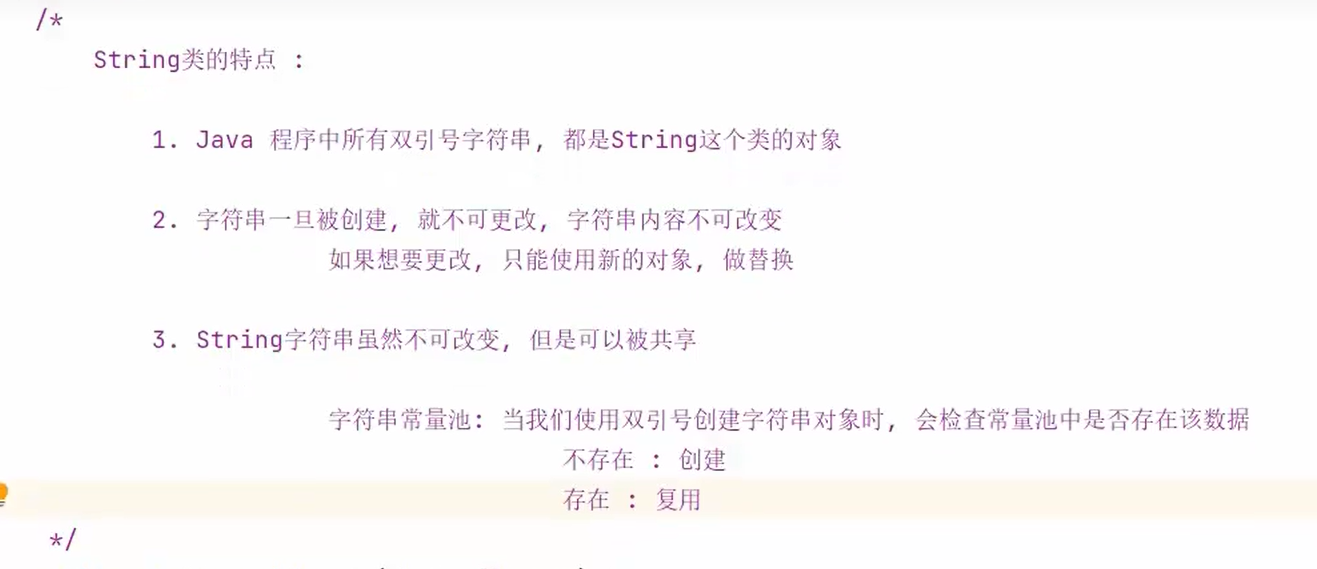 /*
String类的特点 :
1. Java 程序中所有双引号字符串, 都是String这个类的对象
2. 字符串一旦被创建, 就不可更改, 字符串内容不可改变
如果想要更改, 只能使用新的对象, 做替换
3. String字符串虽然不可改变, 但是可以被共享
字符串常量池: 当我们使用双引号创建字符串对象时, 会检查常量池中是否存在该数据
不存在 : 创建
存在 : 复用
*/